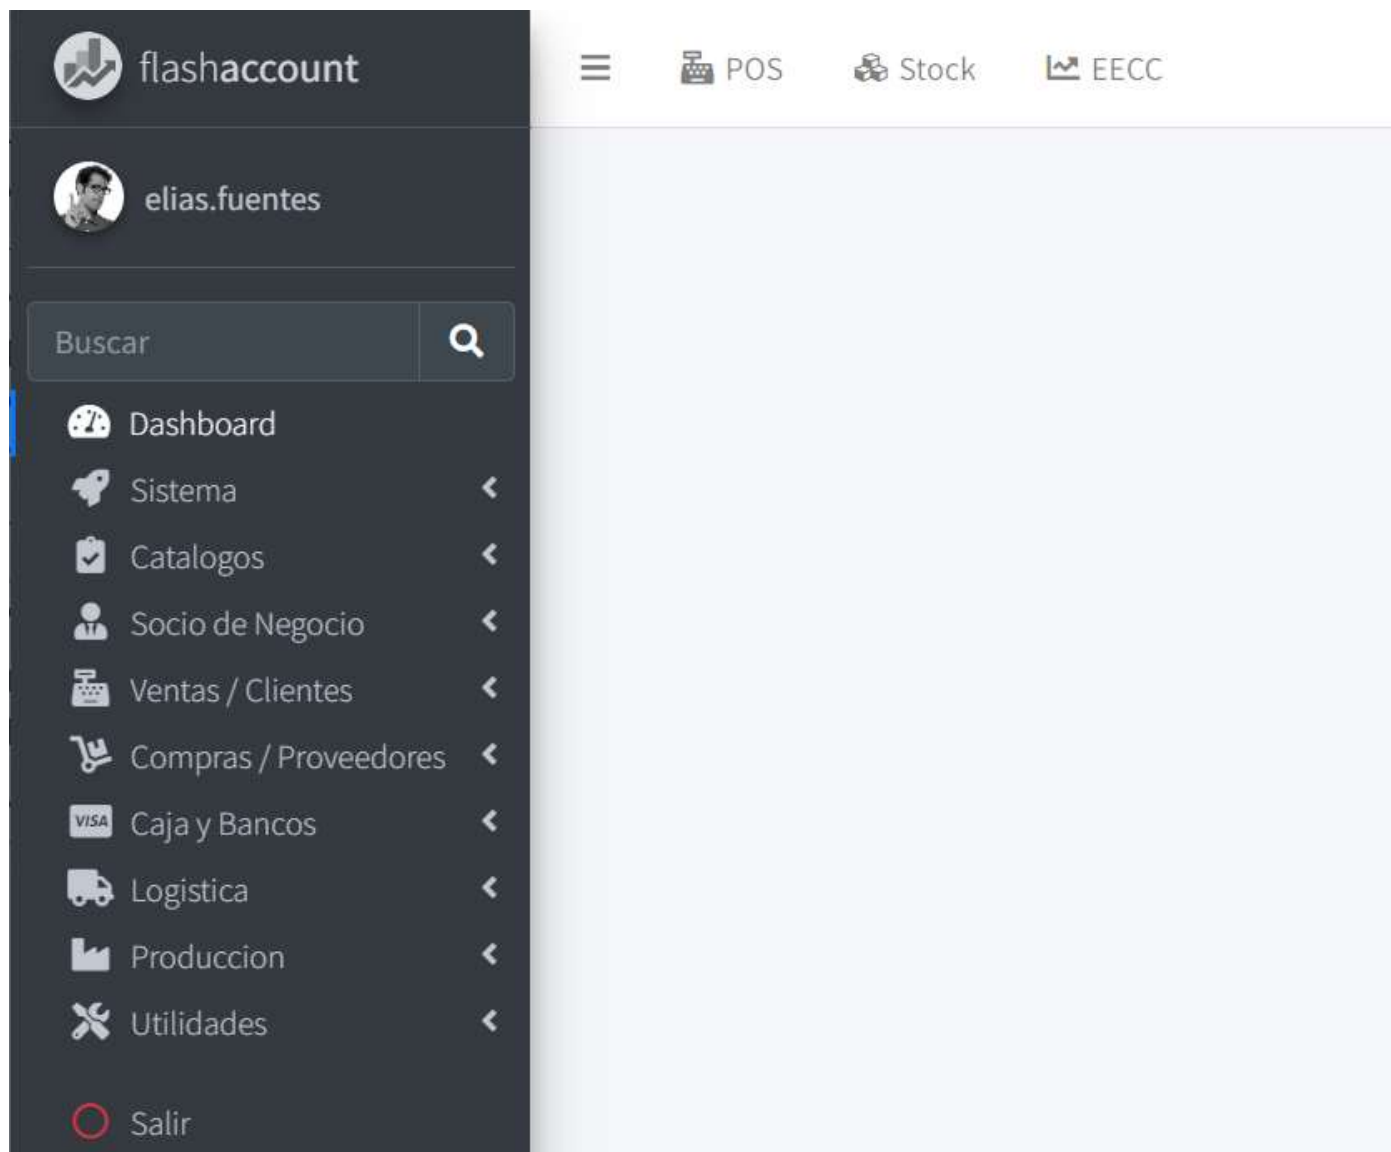 flashaccount
POS Stock EECC
elias.fuentes
Buscar
Dashboard
Sistema
Catalogos
Socio de Negocio
Ventas / Clientes
Compras / Proveedores
VISA Caja y Bancos
Logistica
Produccion
Utilidades
Salir